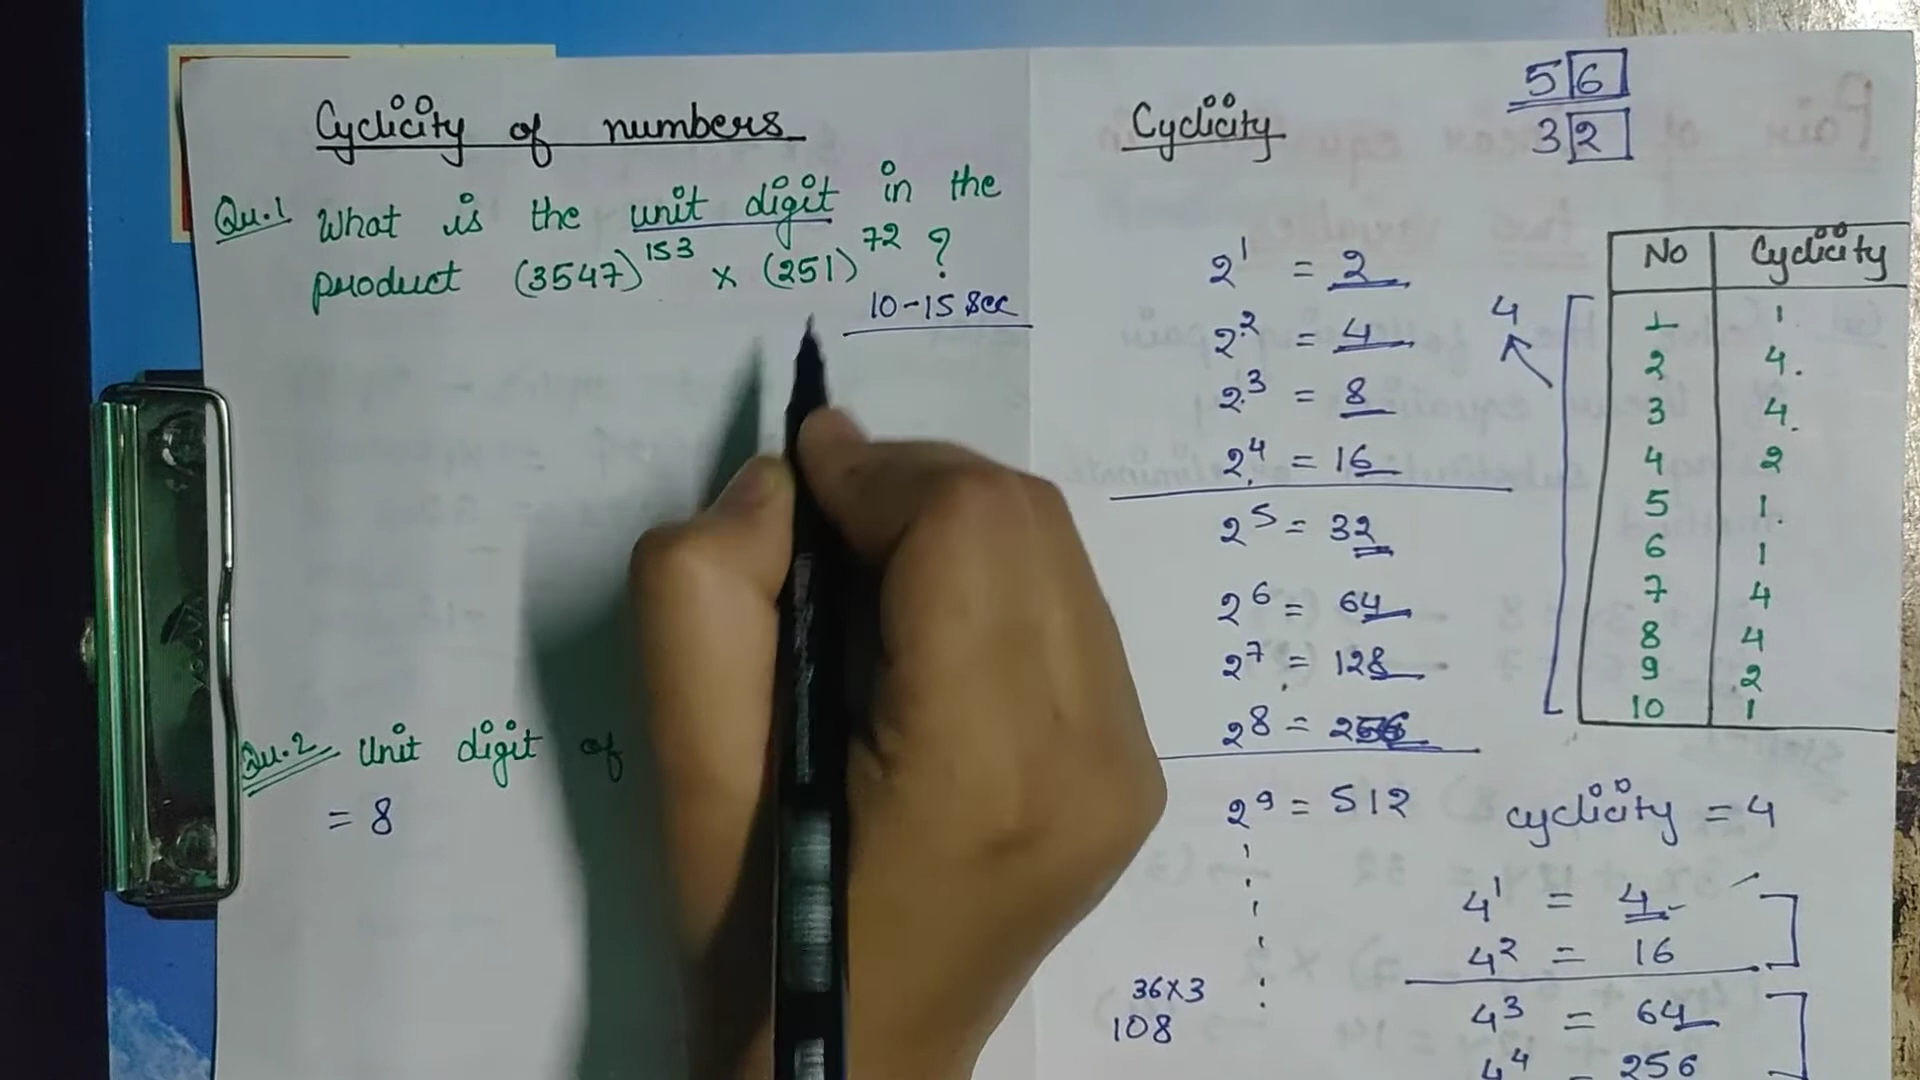 Cyclicity of numbers
Qu.1 What is the unit digit in the
product (3547)^153 × (251)^72 ?
10-15 Sec
Qu.2 Unit digit of
= 8
Cyclicity
56
32
2^1 = 2
2^2 = 4
2^3 = 8
2^4 = 16
2^5 = 32
2^6 = 64
2^7 = 128
2^8 = 256
2^9 = 512
36×3
108
4
No Cyclicity
1 1
2 4
3 4
4 2
5 1
6 1
7 4
8 4
9 2
10 1
cyclicity = 4
4^1 = 4
4^2 = 16
4^3 = 64
4^4 = 256